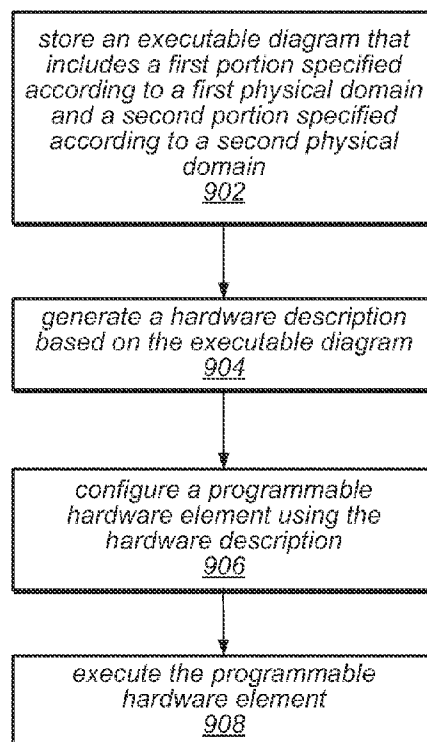 store an executable diagram that
includes a first portion specified
according to a first physical domain
and a second portion specified
according to a second physical
domain
902
generate a hardware description
based on the executable diagram
904
configure a programmable
hardware element using the
hardware description
906
execute the programmable
hardware element
908